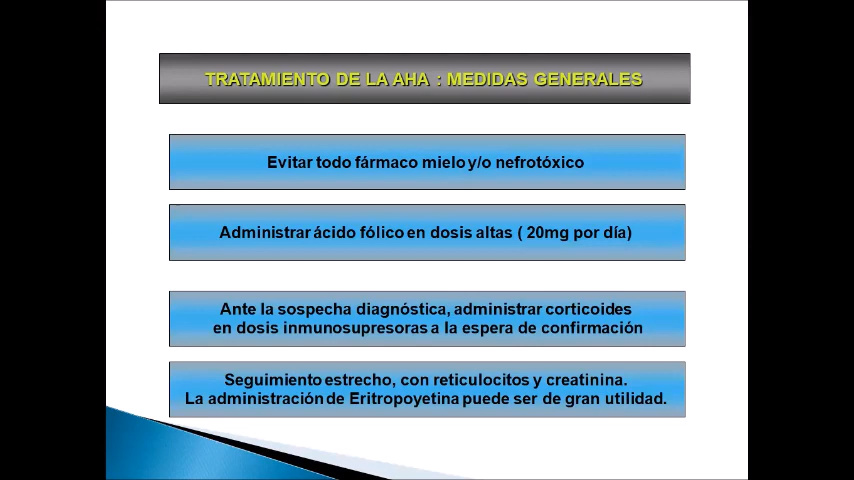 TRATAMIENTO DE LA AHA : MEDIDAS GENERALES
Evitar todo fármaco mielo y/o nefrotóxico
Administrar ácido fólico en dosis altas ( 20mg por día)
Ante la sospecha diagnóstica, administrar corticoides
en dosis inmunosupresoras a la espera de confirmación
Seguimiento estrecho, con reticulocitos y creatinina.
La administración de Eritropoyetina puede ser de gran utilidad.